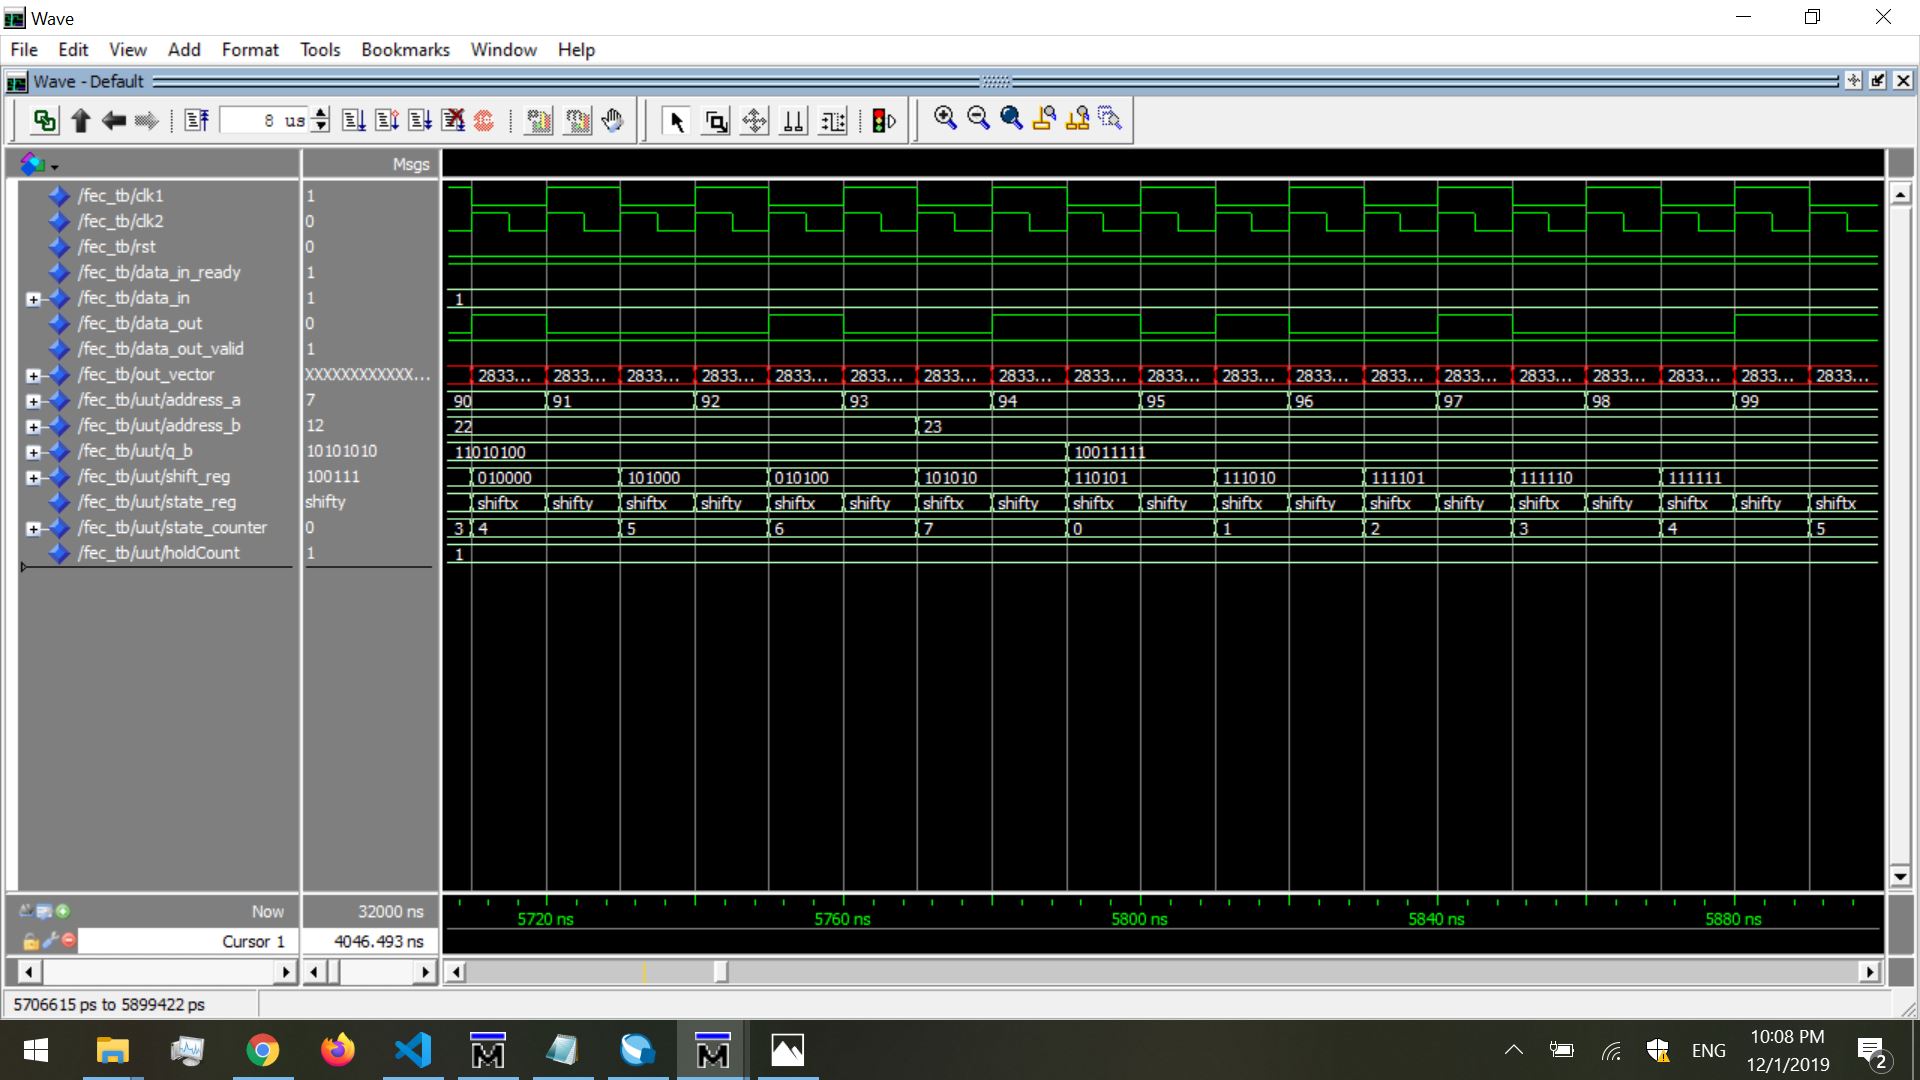 Wave
File Edit View Add Format Tools Bookmarks Window Help
Wave - Default
8 us
Msgs
/fec_tb/clk1 1
/fec_tb/clk2 0
/fec_tb/rst 0
/fec_tb/data_in_ready 1
/fec_tb/data_in 1 1
/fec_tb/data_out 0
/fec_tb/data_out_valid 1
/fec_tb/out_vector XXXXXXXXXXXX... 2833... 2833... 2833... 2833... 2833... 2833... 2833... 2833... 2833... 2833... 2833... 2833... 2833... 2833... 2833... 2833... 2833... 2833... 2833...
/fec_tb/uut/address_a 7 90 91 92 93 94 95 96 97 98 99
/fec_tb/uut/address_b 12 22 23
/fec_tb/uut/q_b 10101010 11010100 10011111
/fec_tb/uut/shift_reg 100111 010000 101000 010100 101010 110101 111010 111101 111110 111111
/fec_tb/uut/state_reg shifty shiftx shifty shiftx shifty shiftx shifty shiftx shifty shiftx shifty shiftx shifty shiftx shifty shiftx shifty shiftx shifty shiftx
/fec_tb/uut/state_counter 0 3 4 5 6 7 0 1 2 3 4 5
/fec_tb/uut/holdCount 1 1
Now 32000 ns 5720 ns 5760 ns 5800 ns 5840 ns 5880 ns
Cursor 1 4046.493 ns
5706615 ps to 5899422 ps
ENG 10:08 PM 2
12/1/2019